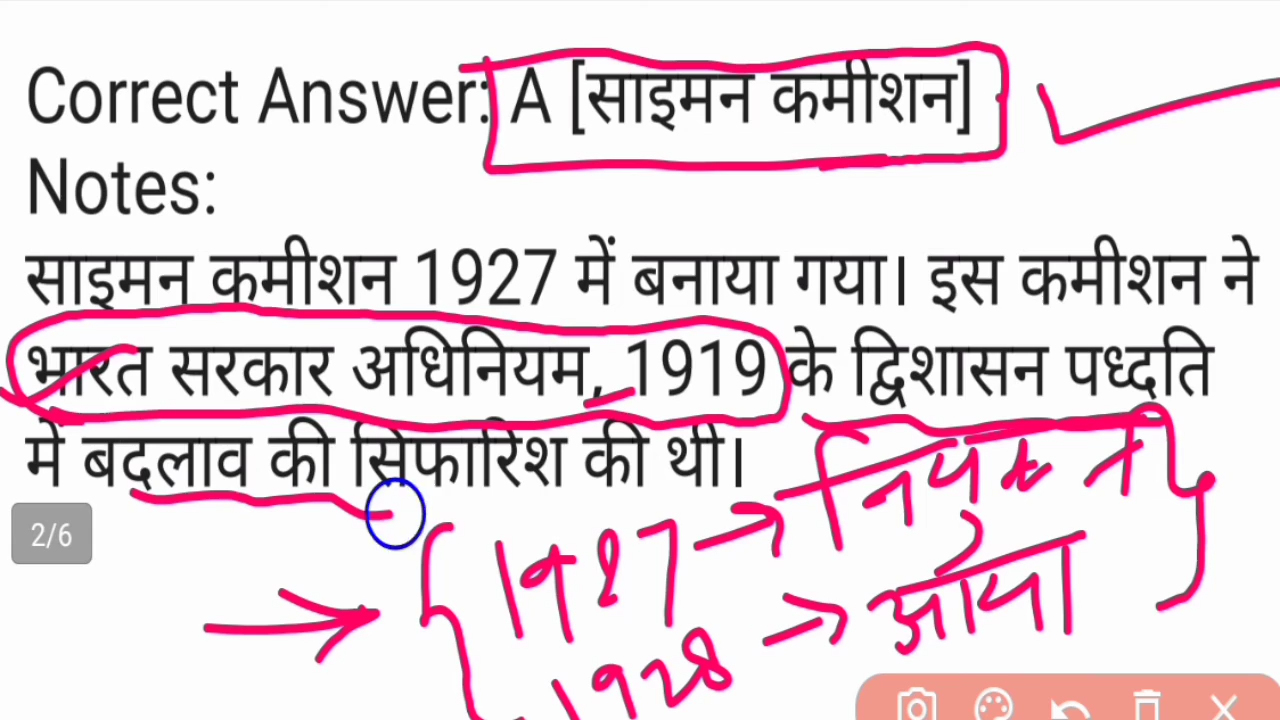 Correct Answer: A [साइमन कमीशन]
Notes:
साइमन कमीशन 1927 में बनाया गया। इस कमीशन ने
भारत सरकार अधिनियम, 1919 के द्विशासन पध्दति
में बदलाव की सिफारिश की थी।
2/6
1927 → नियुक्त
1928 → आया